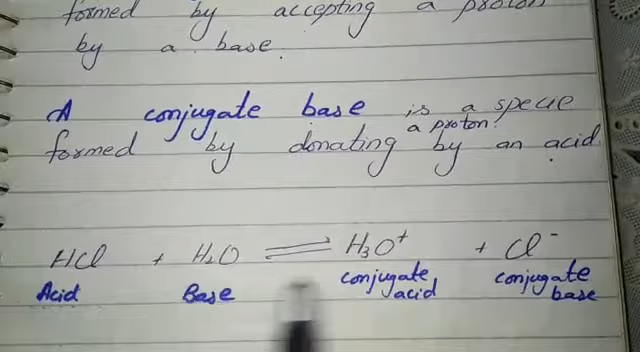 formed by accepting a proton
by a base.
A conjugate base is a specie
a proton.
formed by donating by an acid.
HCl + H₂O ⇌ H₃O⁺ + Cl⁻
Acid Base conjugate acid conjugate base